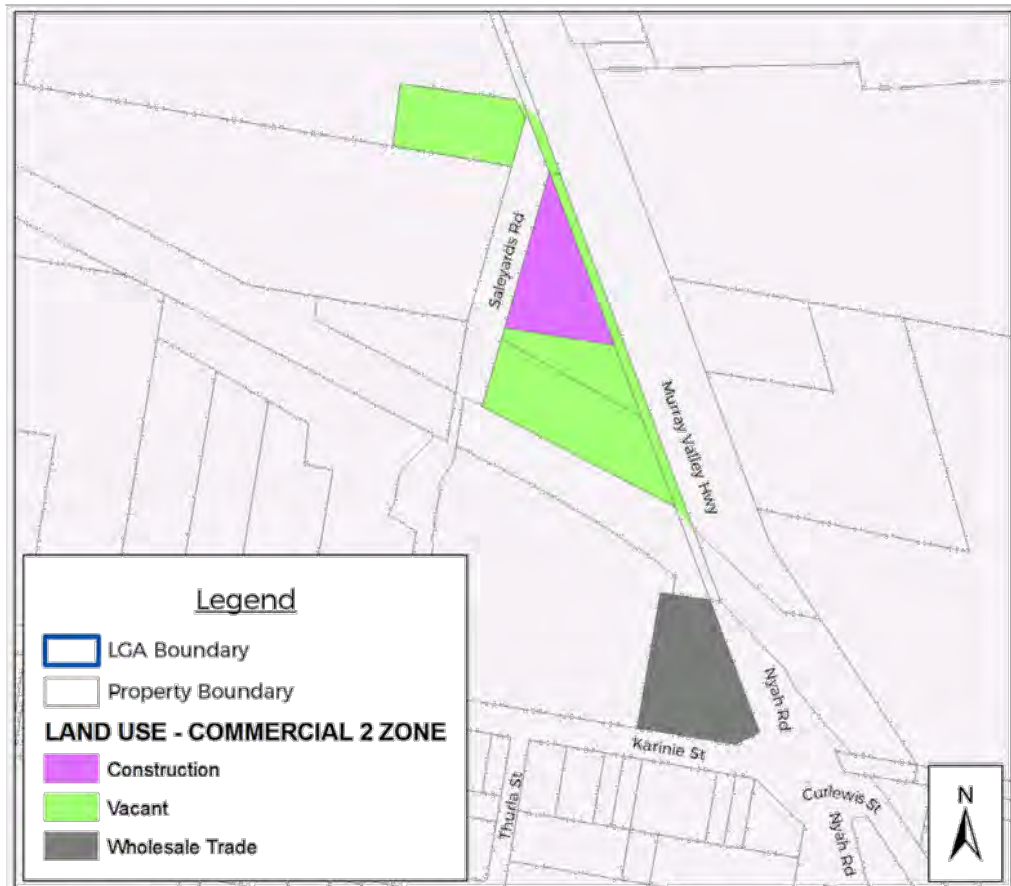 Saleyards Rd
Murray Valley Hwy
Nyah Rd
Karinie St
Thurla St
Curlewis St
Nyah Rd
Legend
LGA Boundary
Property Boundary
LAND USE - COMMERCIAL 2 ZONE
Construction
Vacant
Wholesale Trade
N